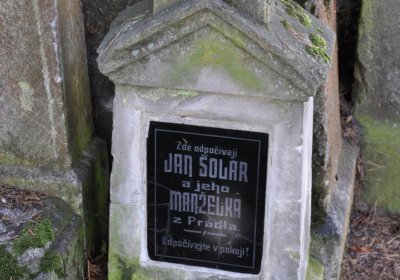 Zde odpočívají
JAN ŠOLAR
a jeho
MANŽELKA
z Prádla
Odpočívejte v pokoji!